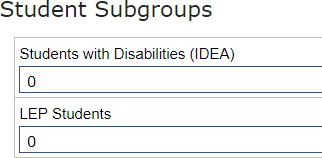 Student Subgroups
Students with Disabilities (IDEA)
0
LEP Students
0